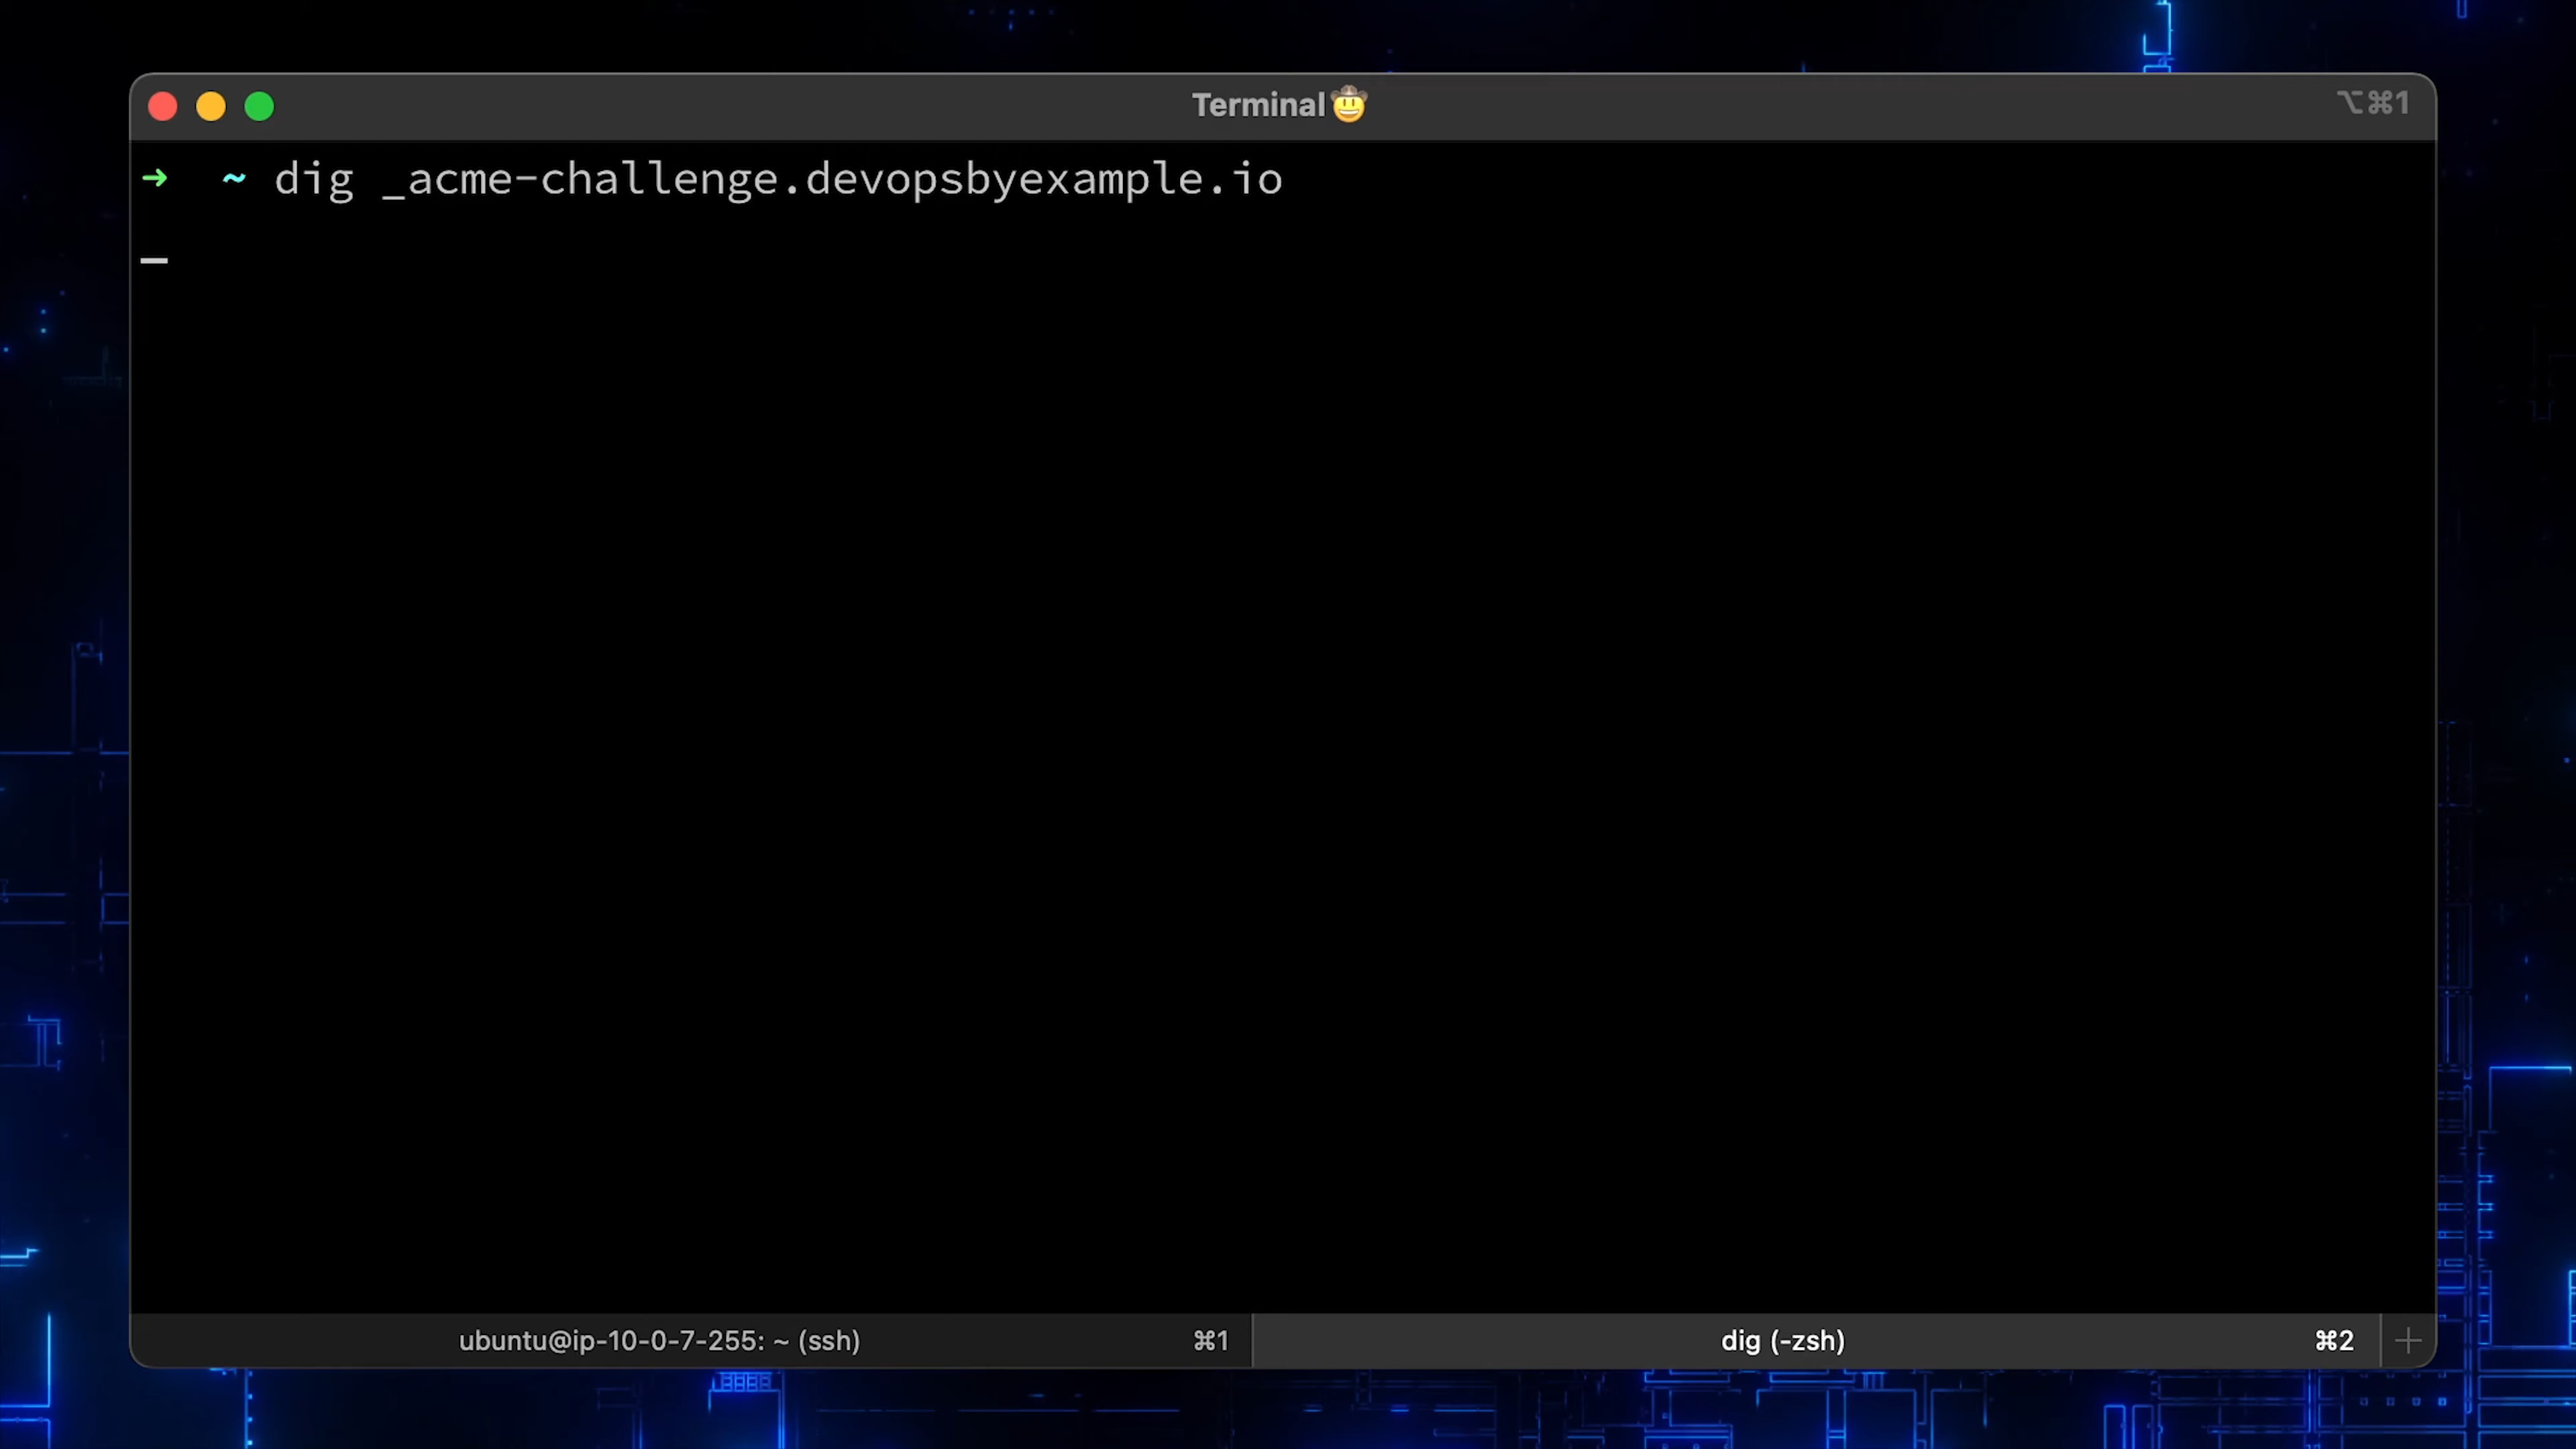 Terminal🤠
⌥⌘1
➜ ~ dig _acme-challenge.devopsbyexample.io
ubuntu@ip-10-0-7-255: ~ (ssh)
⌘1
dig (-zsh)
⌘2